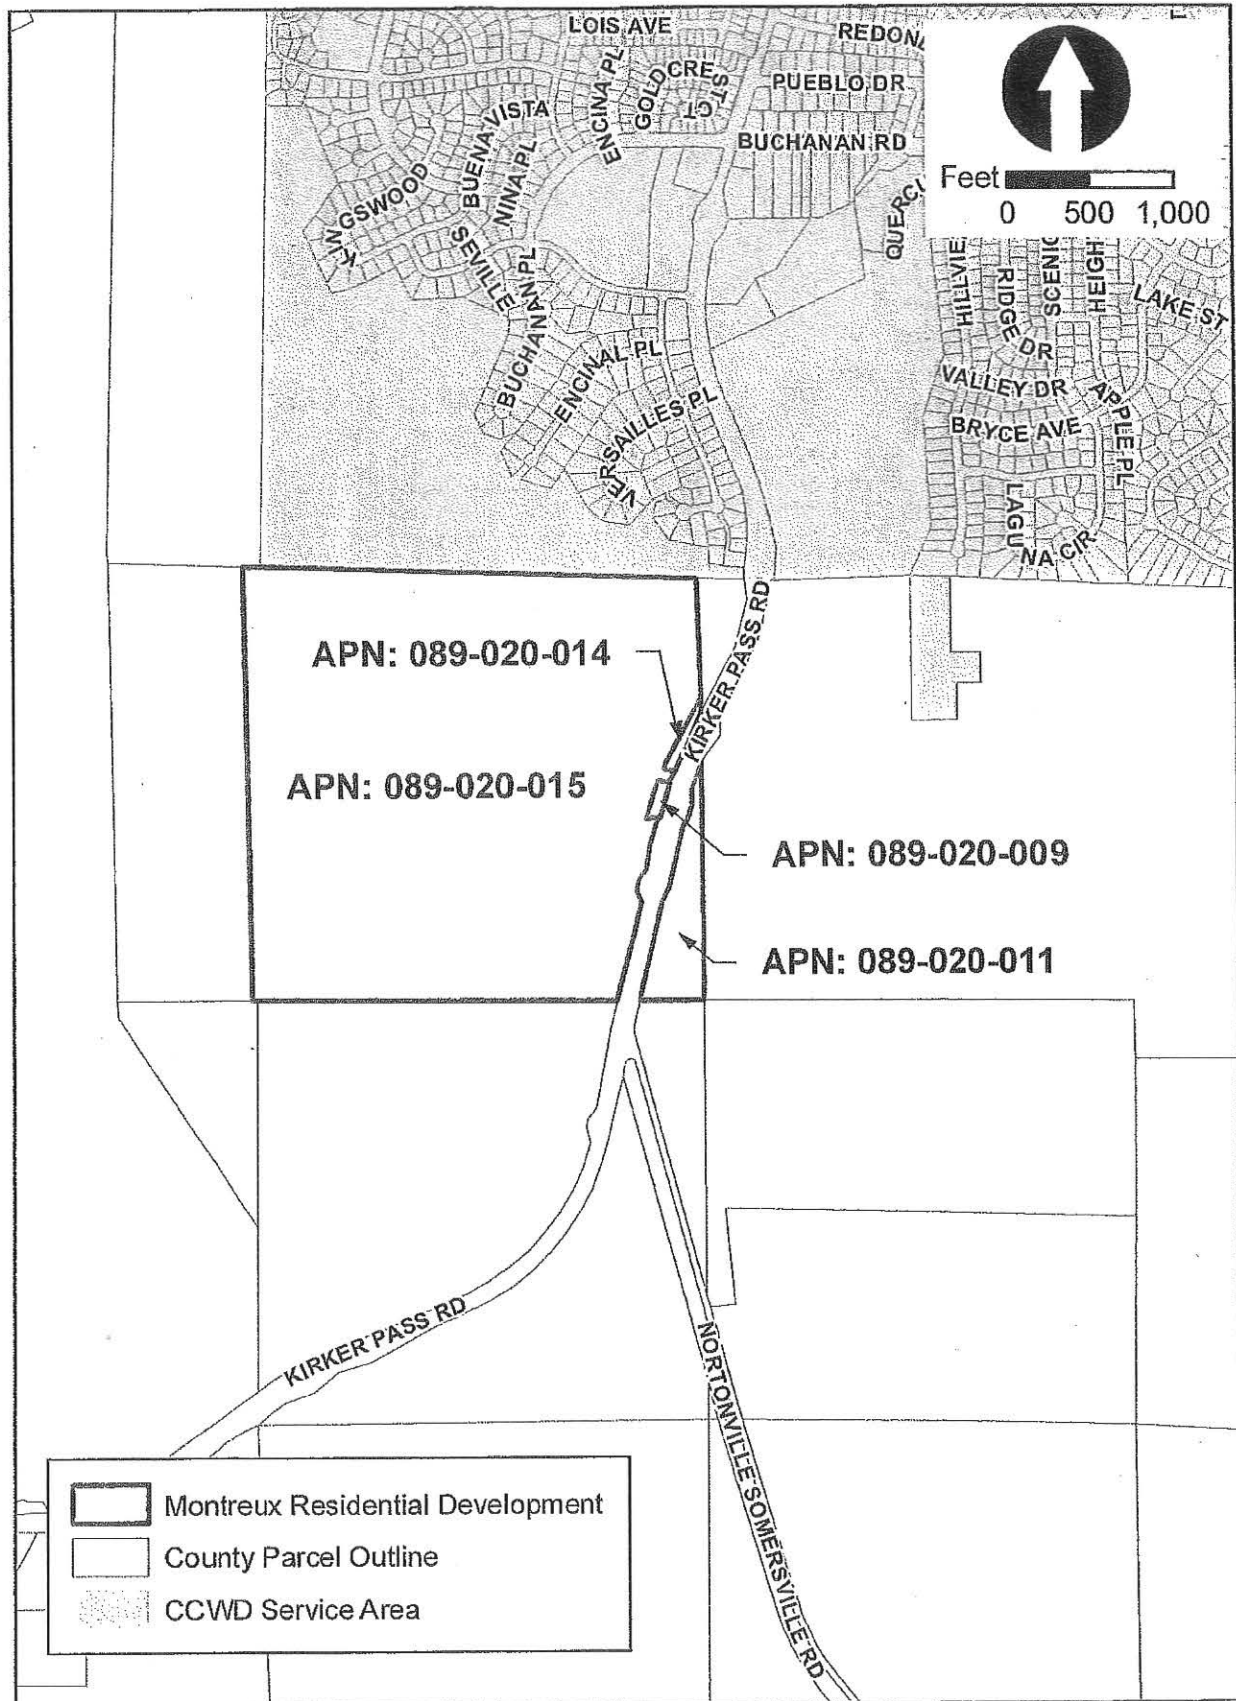 LOIS AVE
ENCINA PL
GOLDCREST CT
PUEBLO DR
BUCHANAN RD
BUENA VISTA
NINA PL
KINGSWOOD
SEVILLE
BUCHANAN PL
ENCINAL PL
VERSAILLES PL
Feet
0 500 1,000
RIDGE DR
SCENIC
HEIGH
LAKE ST
VALLEY DR
APPLE PL
BRYCE AVE
LAGUNA CIR
KIRKER PASS RD
APN: 089-020-014
APN: 089-020-015
APN: 089-020-009
APN: 089-020-011
KIRKER PASS RD
NORTONVILLE SOMERSVILLE RD
Montreux Residential Development
County Parcel Outline
CCWD Service Area